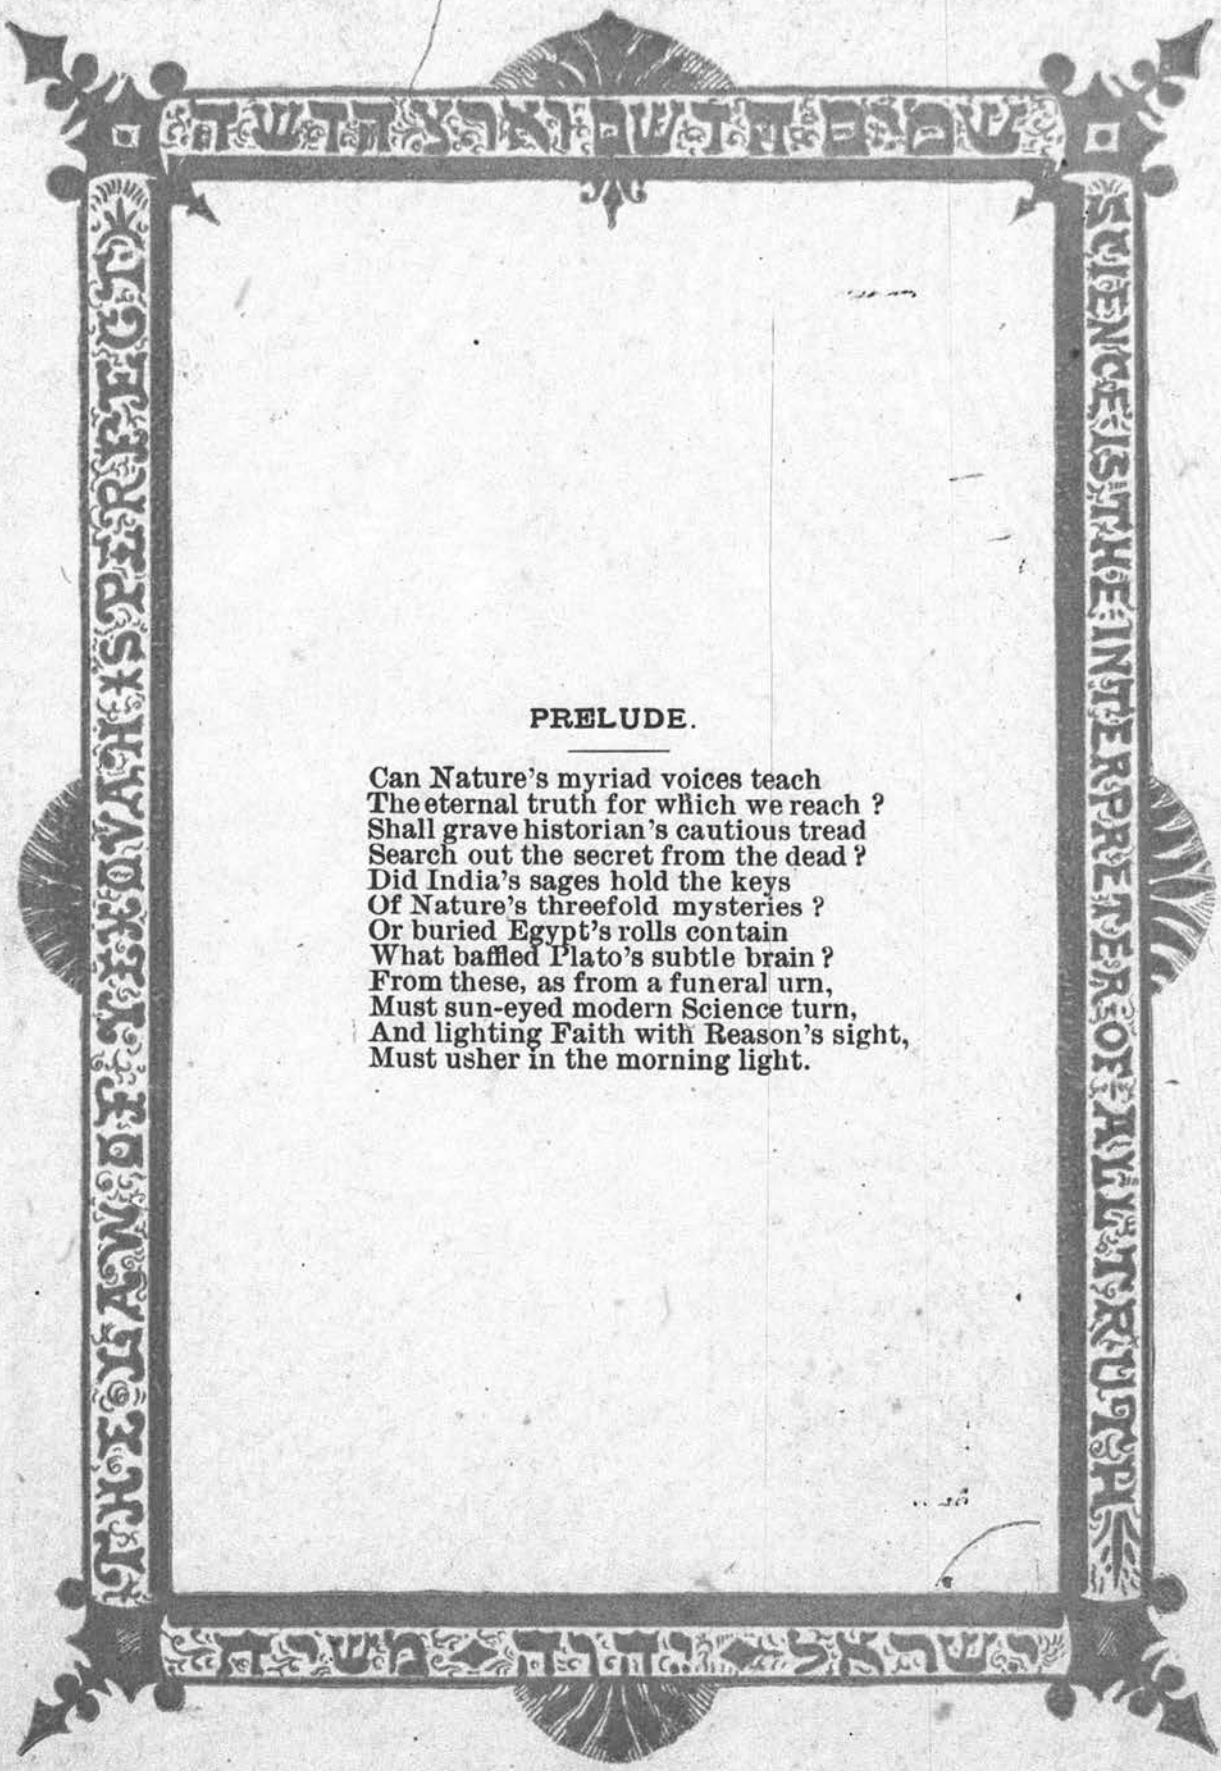 שמים חדשם וארצ חדשה
THE LAW OF YEHOVAH IS PERFECT
SCIENCE IS THE INTERPRETER OF ALL TRUTH
PRELUDE.
Can Nature's myriad voices teach
The eternal truth for which we reach ?
Shall grave historian's cautious tread
Search out the secret from the dead ?
Did India's sages hold the keys
Of Nature's threefold mysteries ?
Or buried Egypt's rolls contain
What baffled Plato's subtle brain ?
From these, as from a funeral urn,
Must sun-eyed modern Science turn,
And lighting Faith with Reason's sight,
Must usher in the morning light.
ישראל יהוה משיח